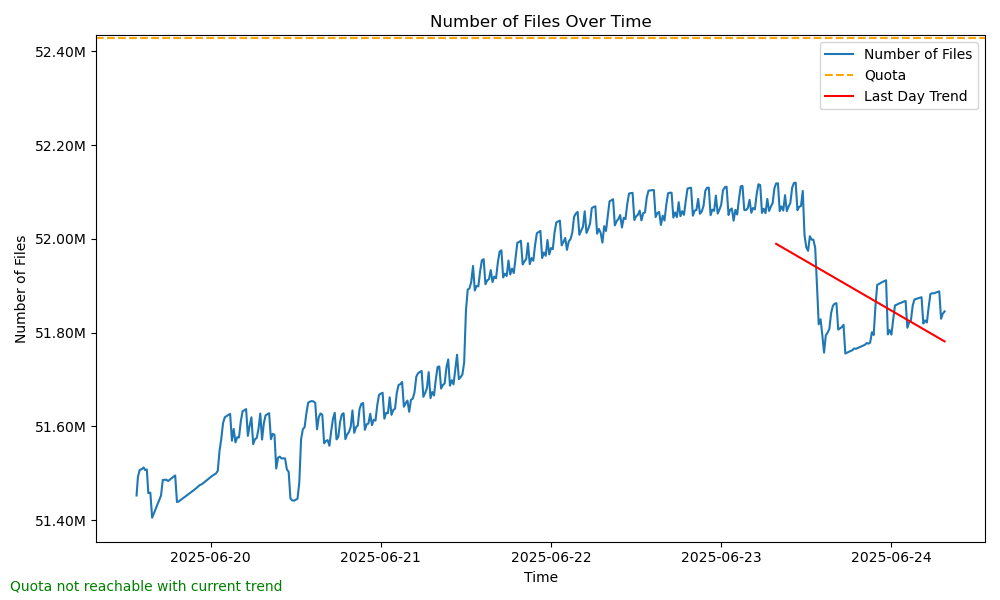 Number of Files Over Time
Number of Files
Quota
Last Day Trend
Number of Files
52.40M
52.20M
52.00M
51.80M
51.60M
51.40M
2025-06-20
2025-06-21
2025-06-22
2025-06-23
2025-06-24
Time
Quota not reachable with current trend